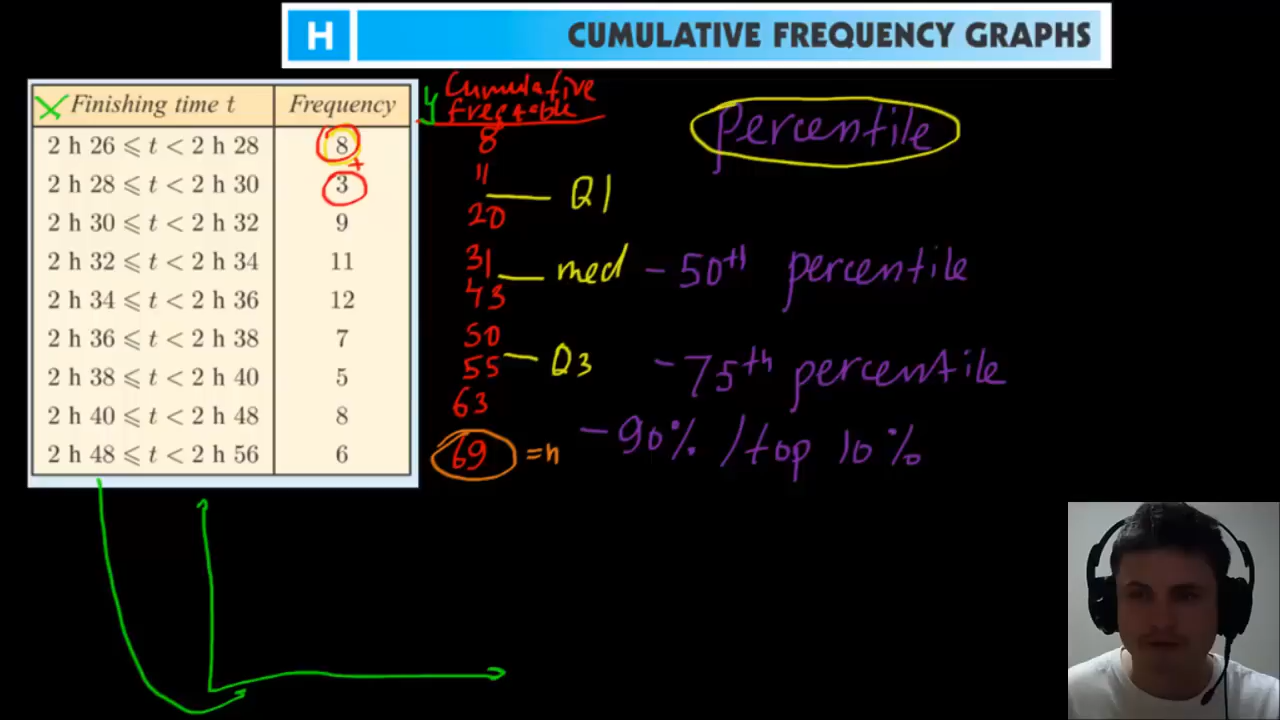 H CUMULATIVE FREQUENCY GRAPHS
X Finishing time t Frequency y Cumulative
freq table
2 h 26 ⩽ t < 2 h 28 8 8
+
2 h 28 ⩽ t < 2 h 30 3 11
2 h 30 ⩽ t < 2 h 32 9 20
2 h 32 ⩽ t < 2 h 34 11 31
2 h 34 ⩽ t < 2 h 36 12 43
2 h 36 ⩽ t < 2 h 38 7 50
2 h 38 ⩽ t < 2 h 40 5 55
2 h 40 ⩽ t < 2 h 48 8 63
2 h 48 ⩽ t < 2 h 56 6 69 = n
Percentile
— Q1
— med – 50th percentile
— Q3 – 75th percentile
– 90% / top 10%